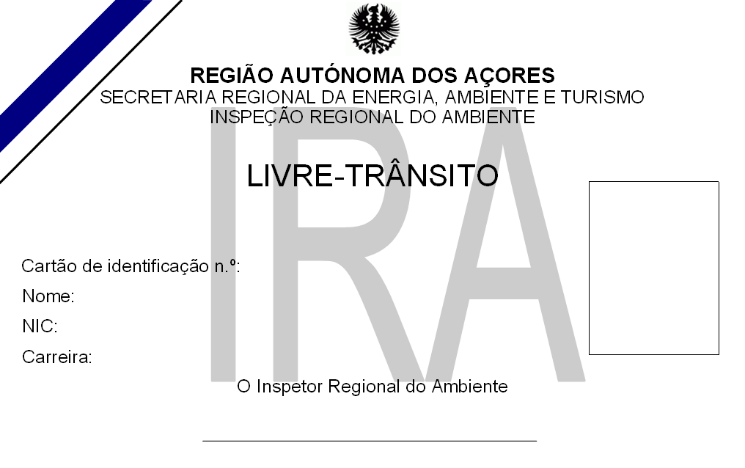 REGIÃO AUTÓNOMA DOS AÇORES
SECRETARIA REGIONAL DA ENERGIA, AMBIENTE E TURISMO
INSPEÇÃO REGIONAL DO AMBIENTE
IRA
LIVRE-TRÂNSITO
Cartão de identificação n.º:
Nome:
NIC:
Carreira:
O Inspetor Regional do Ambiente